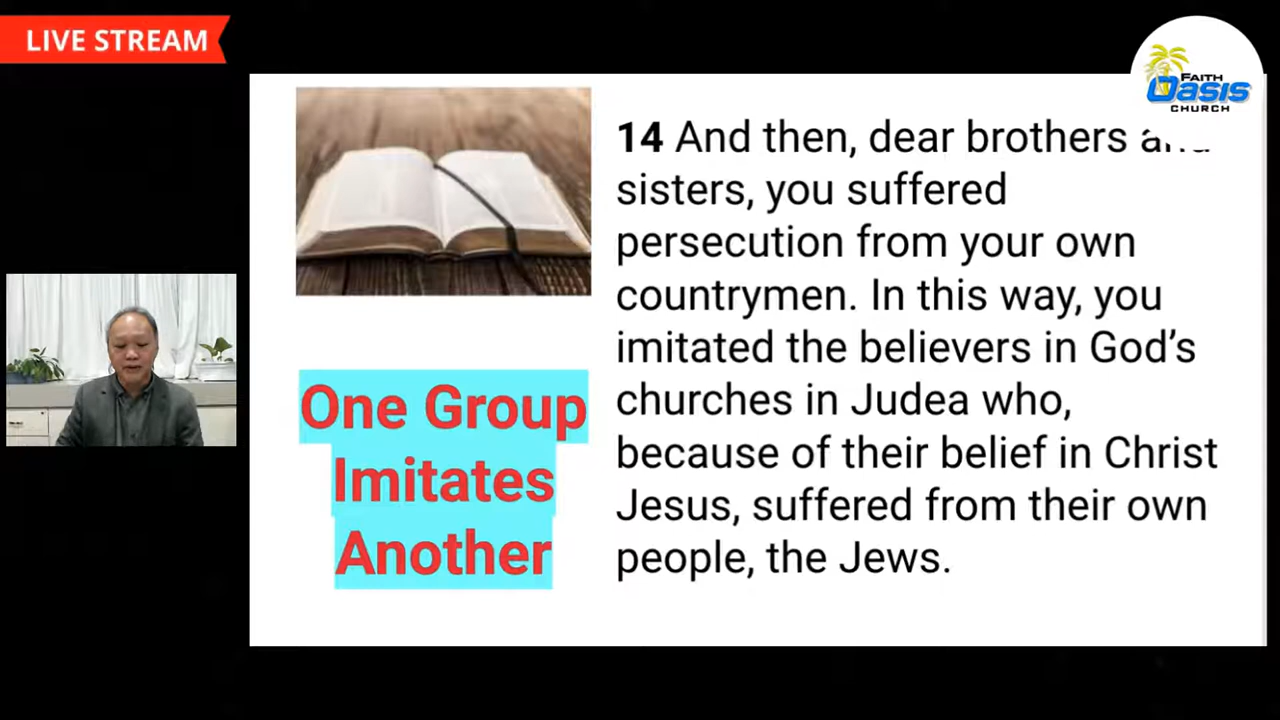 LIVE STREAM
FAITH
Oasis
CHURCH
14 And then, dear brothers
sisters, you suffered
persecution from your own
countrymen. In this way, you
imitated the believers in God’s
churches in Judea who,
because of their belief in Christ
Jesus, suffered from their own
people, the Jews.
One Group
Imitates
Another